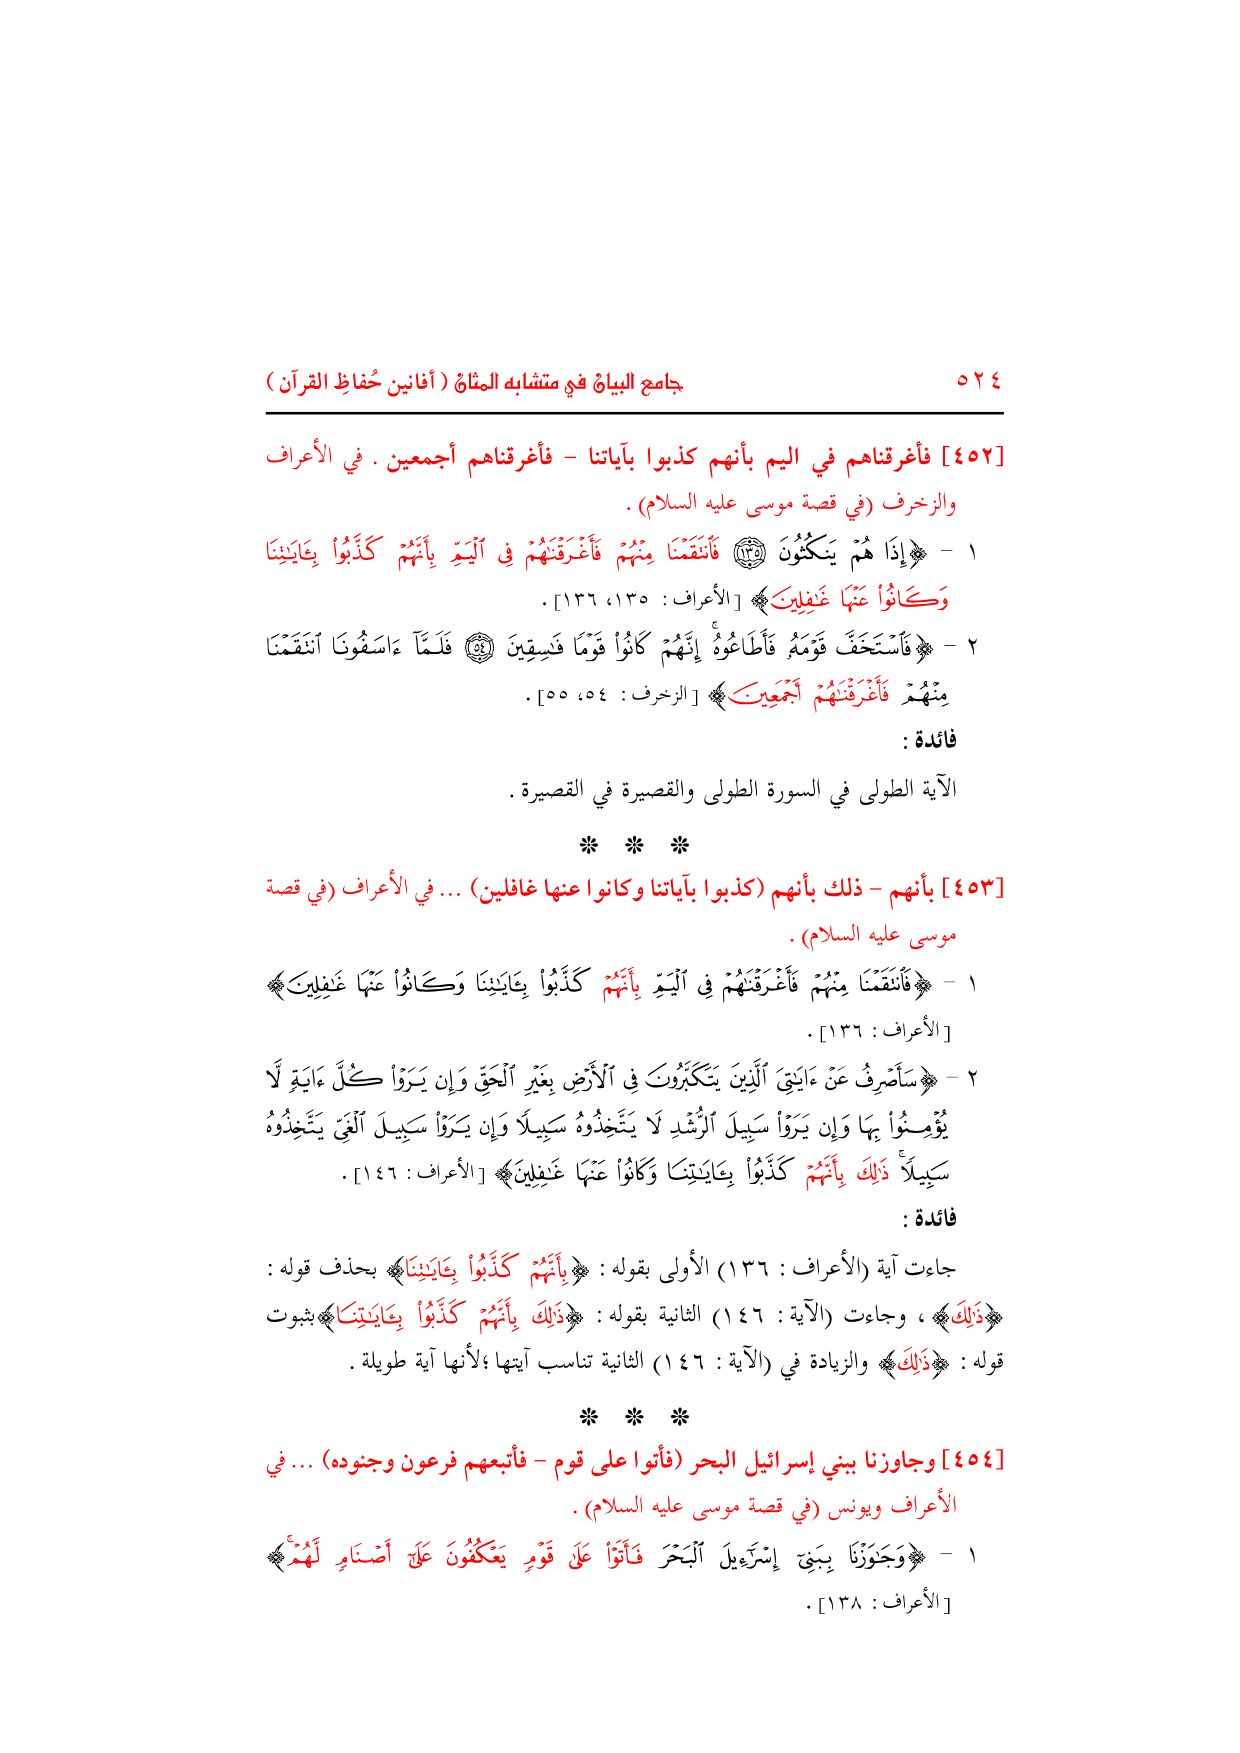 ٥٢٤ جامع البيان في متشابه المثان ( أفانين حُفاظِ القرآن )
[٤٥٢] فأغرقناهم في اليم بأنهم كذبوا بآياتنا – فأغرقناهم أجمعين . في الأعراف
والزخرف (في قصة موسى عليه السلام) .
١ – ﴿إِذَا هُمۡ يَنكُثُونَ ١٣٥ فَٱنتَقَمۡنَا مِنۡهُمۡ فَأَغۡرَقۡنَٰهُمۡ فِي ٱلۡيَمِّ بِأَنَّهُمۡ كَذَّبُواْ بِـَٔايَٰتِنَا
وَكَانُواْ عَنۡهَا غَٰفِلِينَ﴾ [الأعراف : ١٣٥، ١٣٦] .
٢ – ﴿فَٱسۡتَخَفَّ قَوۡمَهُۥ فَأَطَاعُوهُۚ إِنَّهُمۡ كَانُواْ قَوۡمٗا فَٰسِقِينَ ٥٤ فَلَمَّآ ءَاسَفُونَا ٱنتَقَمۡنَا
مِنۡهُمۡ فَأَغۡرَقۡنَٰهُمۡ أَجۡمَعِينَ﴾ [الزخرف : ٥٤، ٥٥] .
فائدة :
الآية الطولى في السورة الطولى والقصيرة في القصيرة .
❊ ❊ ❊
[٤٥٣] بأنهم – ذلك بأنهم (كذبوا بآياتنا وكانوا عنها غافلين) ... في الأعراف (في قصة
موسى عليه السلام) .
١ – ﴿فَٱنتَقَمۡنَا مِنۡهُمۡ فَأَغۡرَقۡنَٰهُمۡ فِي ٱلۡيَمِّ بِأَنَّهُمۡ كَذَّبُواْ بِـَٔايَٰتِنَا وَكَانُواْ عَنۡهَا غَٰفِلِينَ﴾
[الأعراف : ١٣٦] .
٢ – ﴿سَأَصۡرِفُ عَنۡ ءَايَٰتِيَ ٱلَّذِينَ يَتَكَبَّرُونَ فِي ٱلۡأَرۡضِ بِغَيۡرِ ٱلۡحَقِّ وَإِن يَرَوۡاْ كُلَّ ءَايَةٖ لَّا
يُؤۡمِنُواْ بِهَا وَإِن يَرَوۡاْ سَبِيلَ ٱلرُّشۡدِ لَا يَتَّخِذُوهُ سَبِيلٗا وَإِن يَرَوۡاْ سَبِيلَ ٱلۡغَيِّ يَتَّخِذُوهُ
سَبِيلٗاۚ ذَٰلِكَ بِأَنَّهُمۡ كَذَّبُواْ بِـَٔايَٰتِنَا وَكَانُواْ عَنۡهَا غَٰفِلِينَ﴾ [الأعراف : ١٤٦] .
فائدة :
جاءت آية (الأعراف : ١٣٦) الأولى بقوله : ﴿بِأَنَّهُمۡ كَذَّبُواْ بِـَٔايَٰتِنَا﴾ بحذف قوله :
﴿ذَٰلِكَ﴾ ، وجاءت (الآية : ١٤٦) الثانية بقوله : ﴿ذَٰلِكَ بِأَنَّهُمۡ كَذَّبُواْ بِـَٔايَٰتِنَا﴾بثبوت
قوله : ﴿ذَٰلِكَ﴾ والزيادة في (الآية : ١٤٦) الثانية تناسب آيتها ؛لأنها آية طويلة .
❊ ❊ ❊
[٤٥٤] وجاوزنا ببني إسرائيل البحر (فأتوا على قوم – فأتبعهم فرعون وجنوده) ... في
الأعراف ويونس (في قصة موسى عليه السلام) .
١ – ﴿وَجَٰوَزۡنَا بِبَنِيٓ إِسۡرَٰٓءِيلَ ٱلۡبَحۡرَ فَأَتَوۡاْ عَلَىٰ قَوۡمٖ يَعۡكُفُونَ عَلَىٰٓ أَصۡنَامٖ لَّهُمۡۚ﴾
[الأعراف : ١٣٨] .